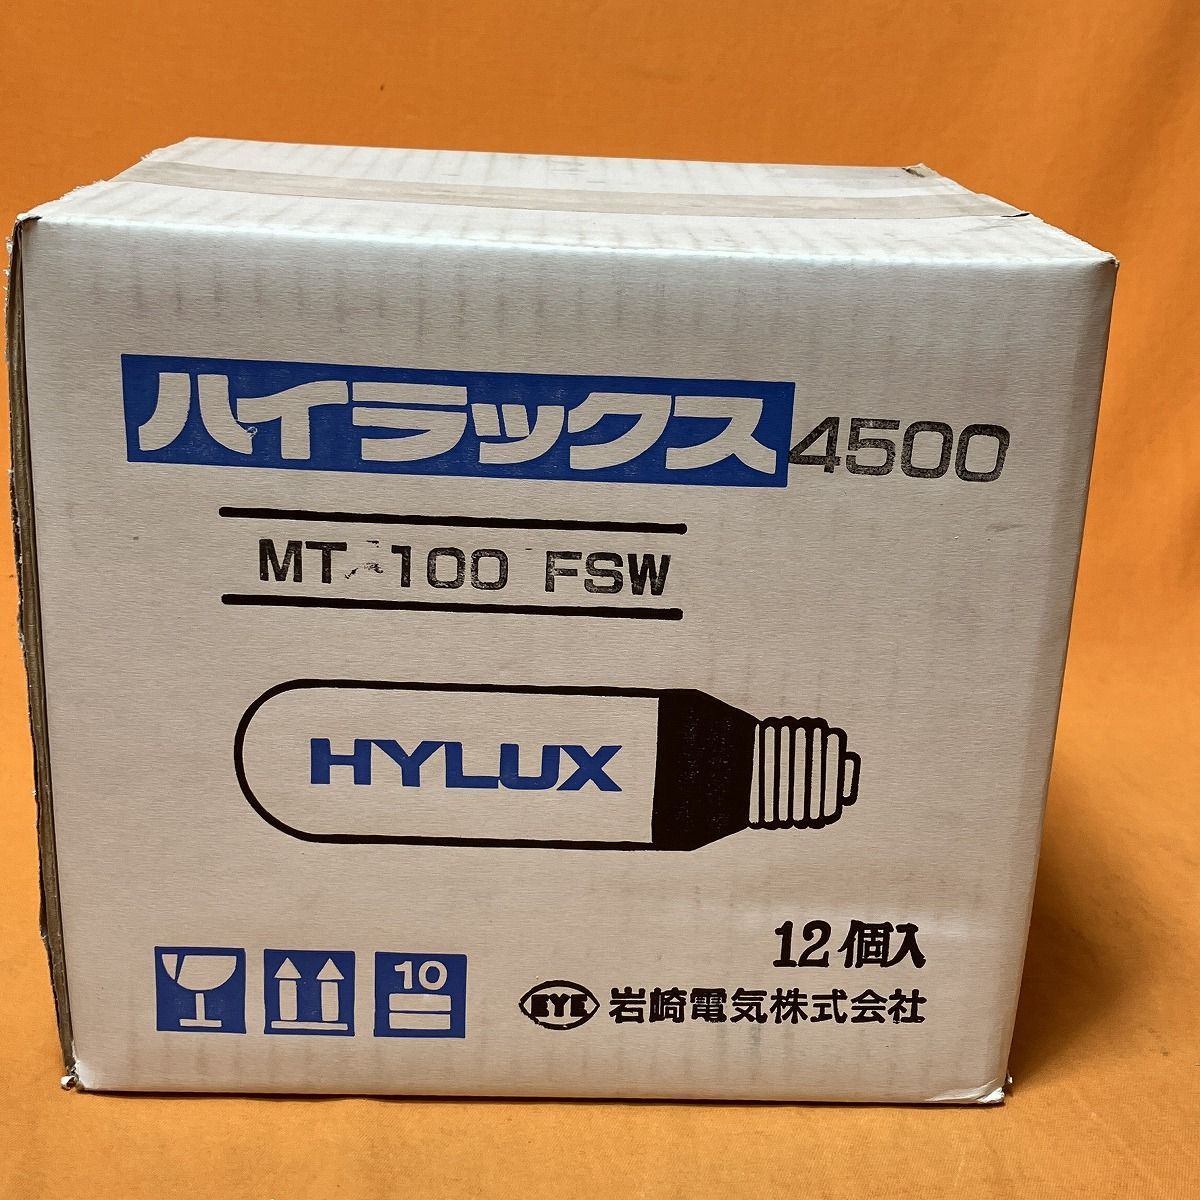 ハイラックス 4500
MT 100 FSW
HYLUX
12個入
10
EYE 岩崎電気株式会社